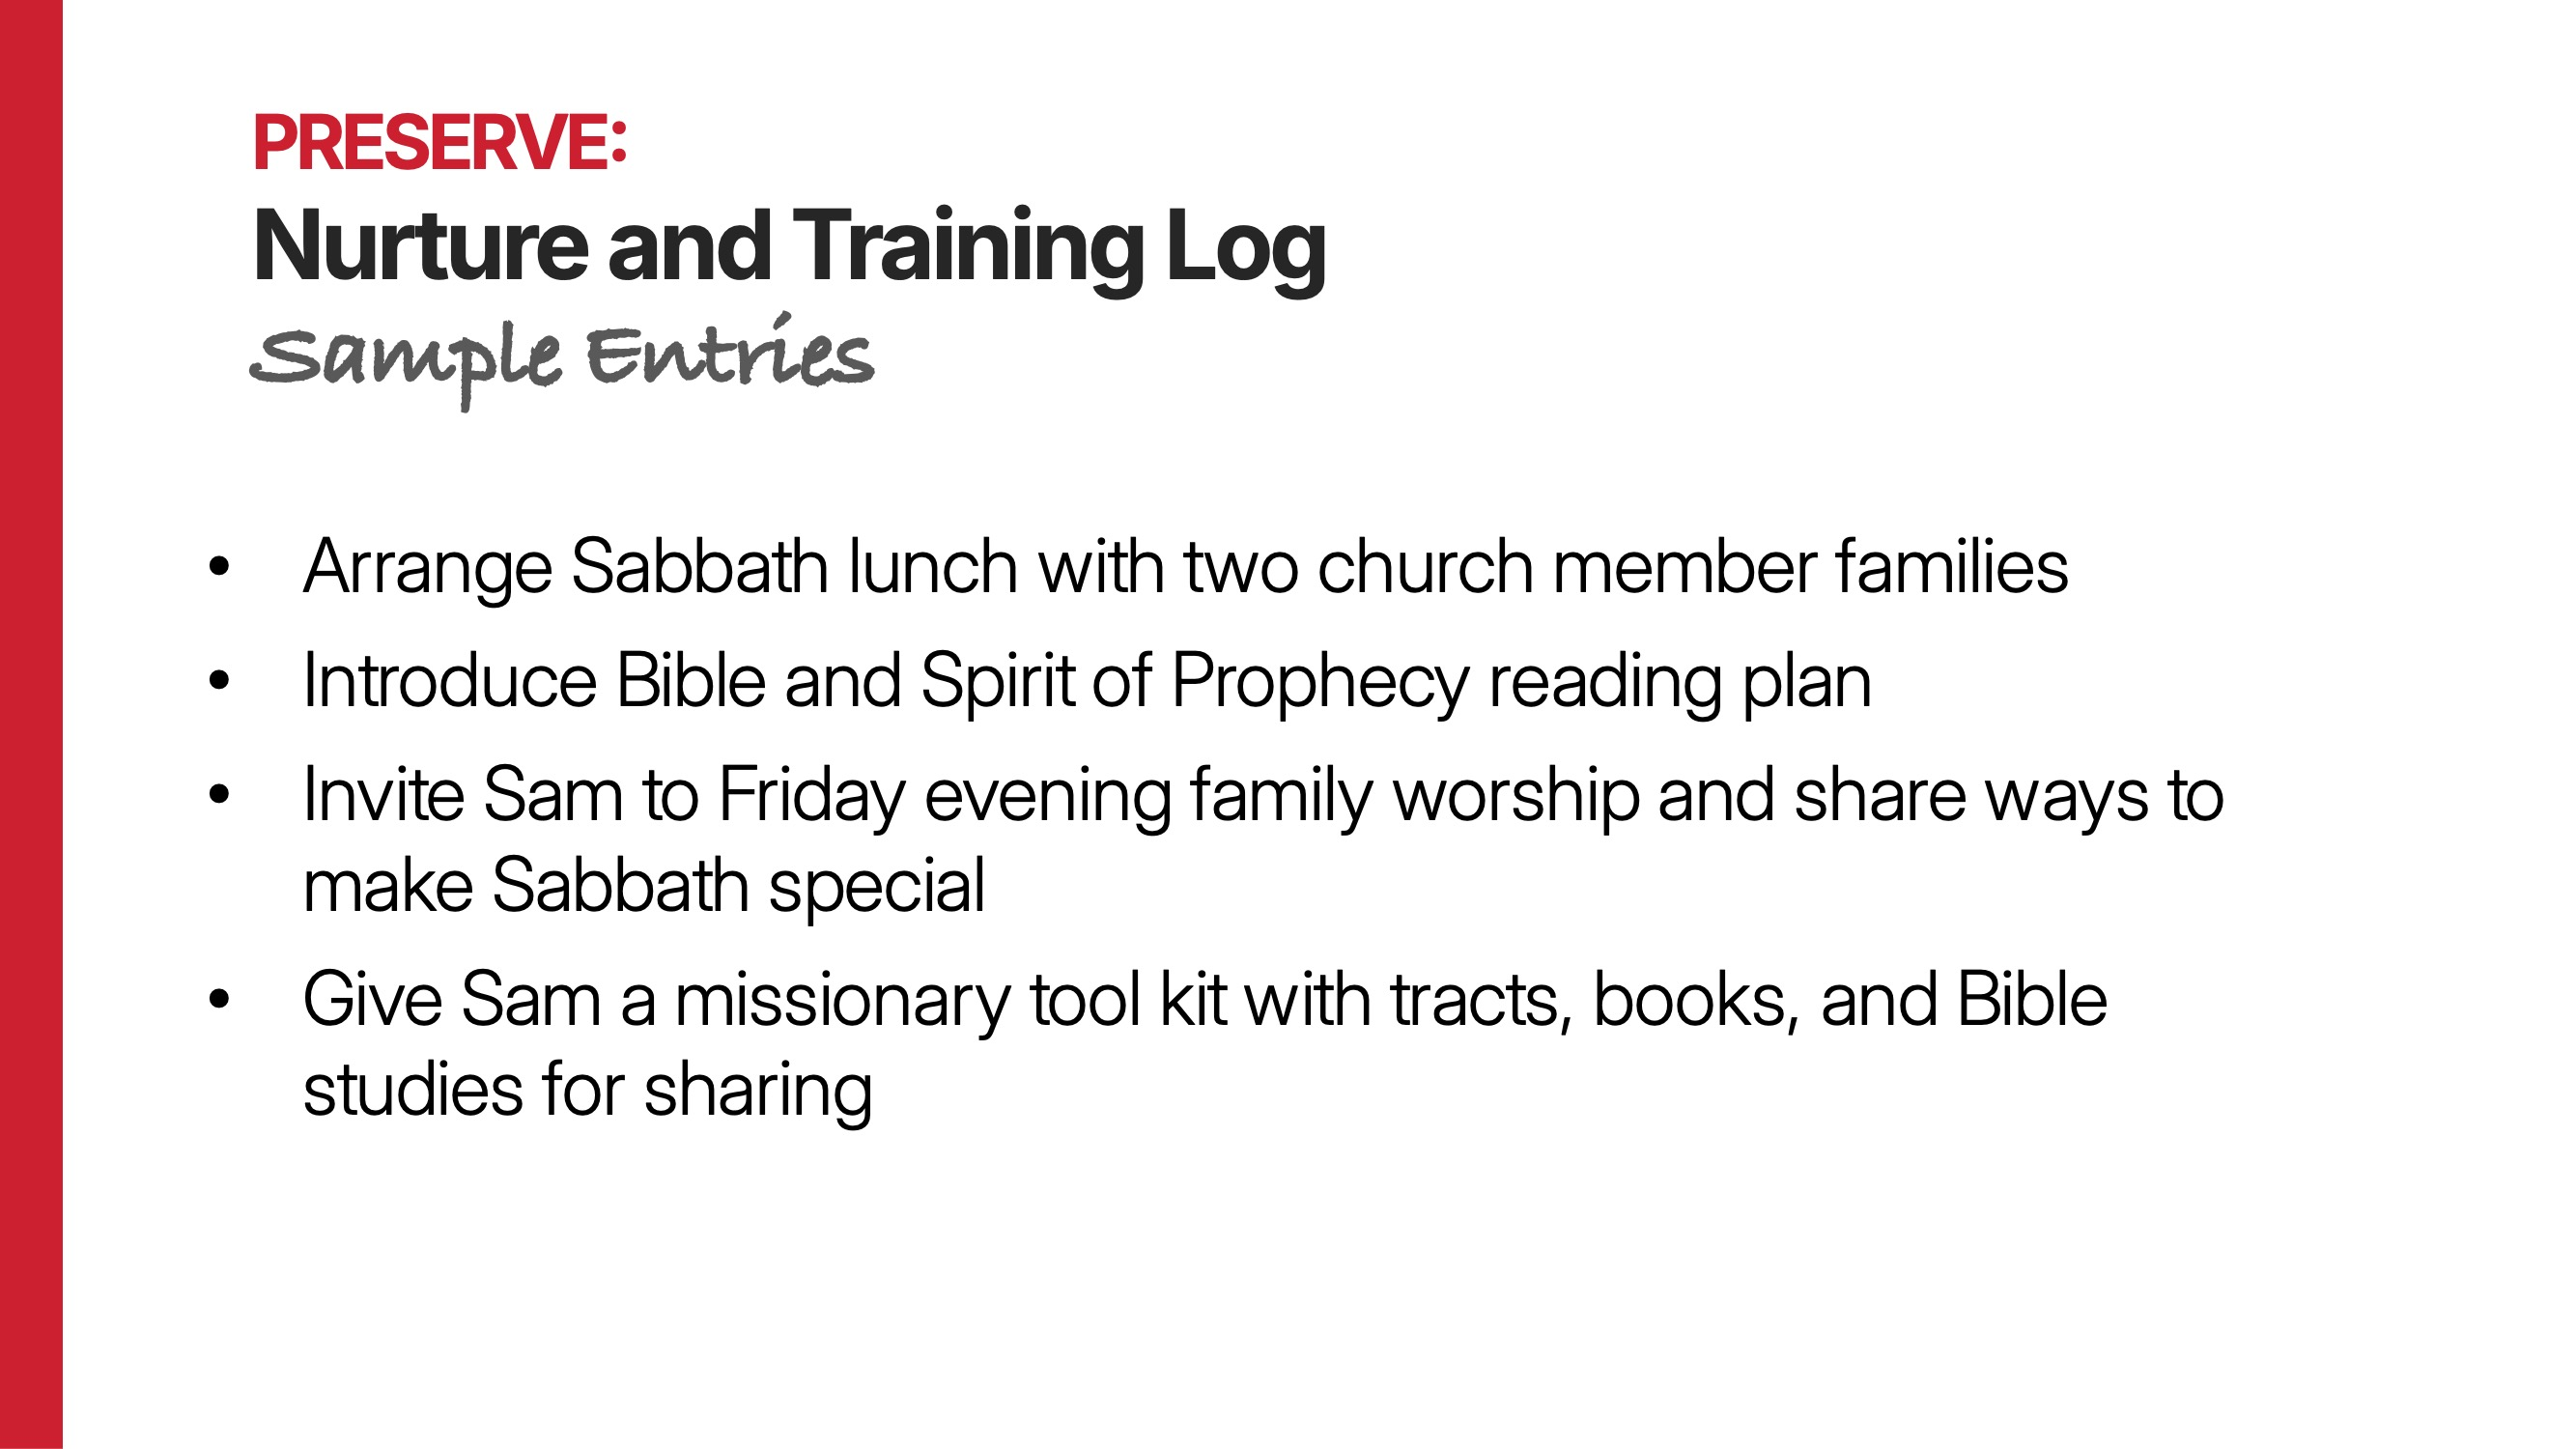 PRESERVE:
Nurture and Training Log
Sample Entries
• Arrange Sabbath lunch with two church member families
• Introduce Bible and Spirit of Prophecy reading plan
• Invite Sam to Friday evening family worship and share ways to
make Sabbath special
• Give Sam a missionary tool kit with tracts, books, and Bible
studies for sharing